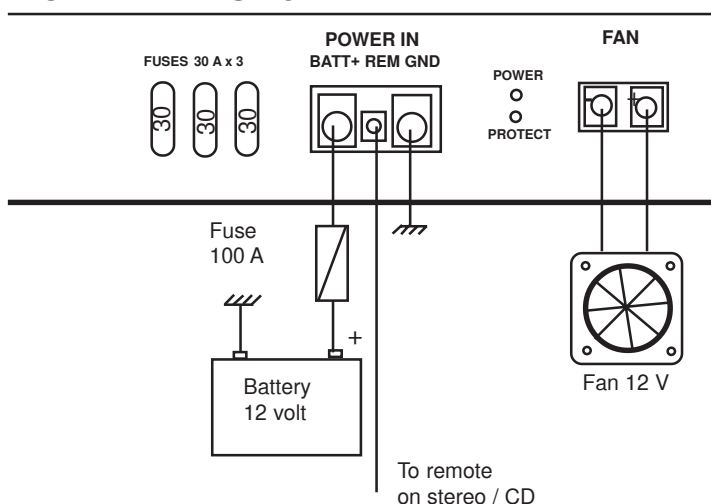 POWER IN
FAN
FUSES 30 A x 3
BATT+ REM GND
POWER
PROTECT
30
30
30
-
+
Fuse
100 A
+
Battery
12 volt
Fan 12 V
To remote
on stereo / CD